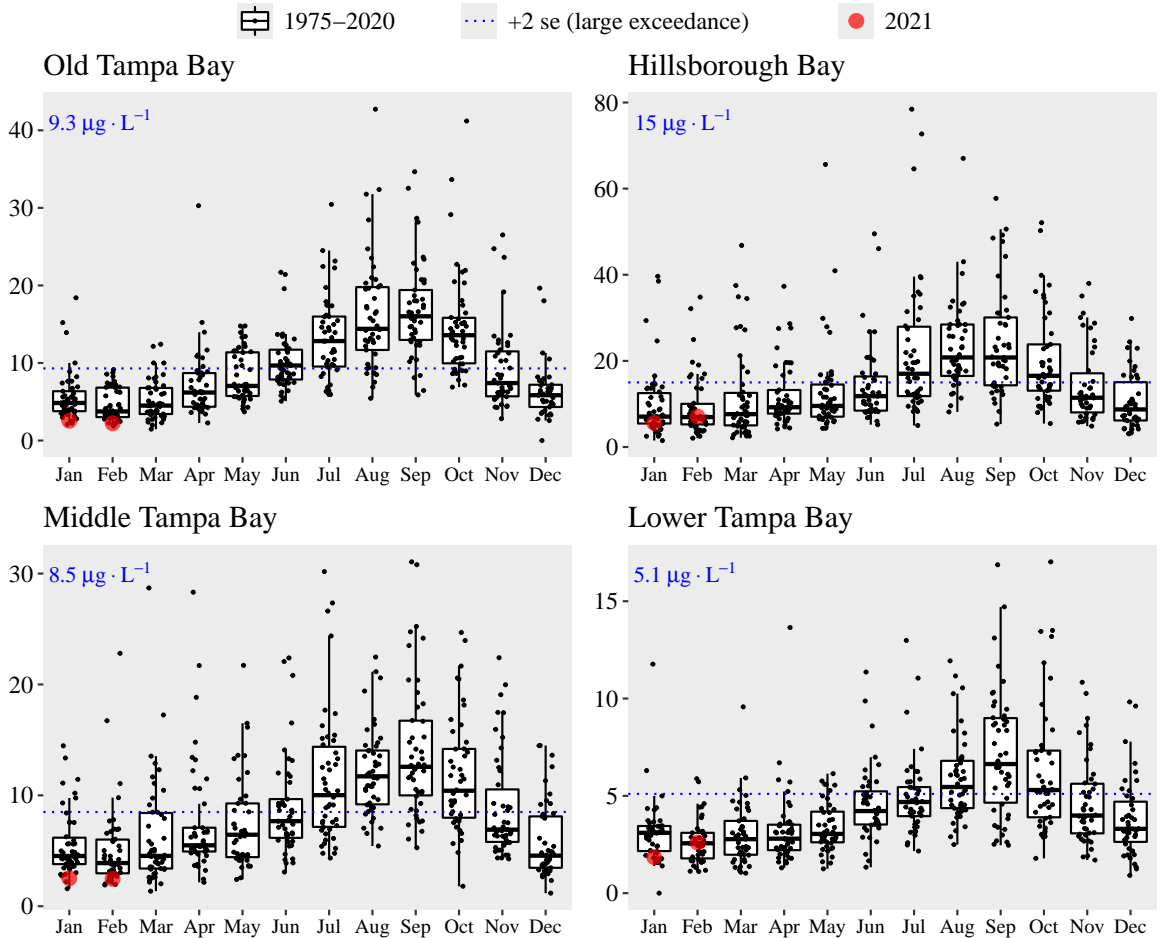 1975−2020 +2 se (large exceedance) 2021
Old Tampa Bay
9.3 μg · L⁻¹
40
30
20
10
0
Jan Feb Mar Apr May Jun Jul Aug Sep Oct Nov Dec
Hillsborough Bay
15 μg · L⁻¹
80
60
40
20
0
Jan Feb Mar Apr May Jun Jul Aug Sep Oct Nov Dec
Middle Tampa Bay
8.5 μg · L⁻¹
30
20
10
0
Jan Feb Mar Apr May Jun Jul Aug Sep Oct Nov Dec
Lower Tampa Bay
5.1 μg · L⁻¹
15
10
5
0
Jan Feb Mar Apr May Jun Jul Aug Sep Oct Nov Dec